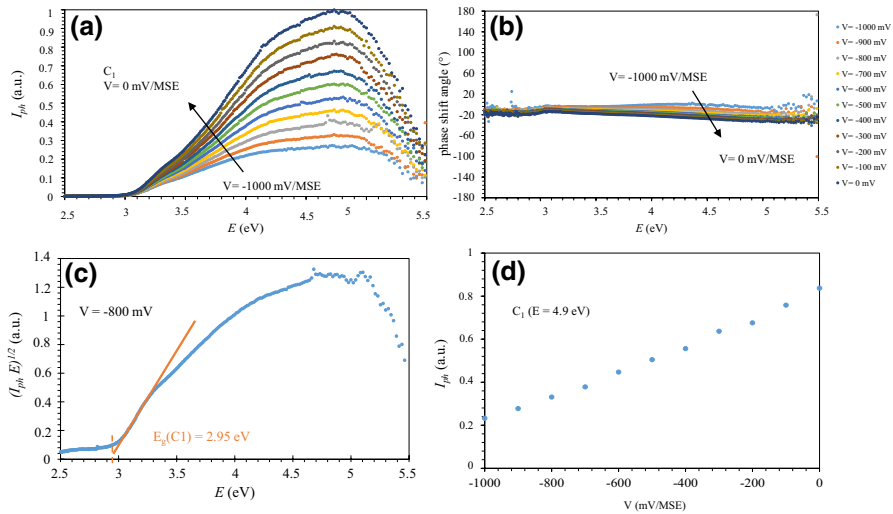 (a)
C1
V= 0 mV/MSE
V= -1000 mV/MSE
Iph (a.u.)
1
0.9
0.8
0.7
0.6
0.5
0.4
0.3
0.2
0.1
0
2.5 3 3.5 4 4.5 5 5.5
E (eV)
(b)
V= -1000 mV/MSE
V= 0 mV/MSE
phase shift angle (°)
180
140
100
60
20
-20
-60
-100
-140
-180
2.5 3.5 4.5 5.5
E (eV)
V= -1000 mV
V= -900 mV
V= -800 mV
V= -700 mV
V= -600 mV
V= -500 mV
V= -400 mV
V= -300 mV
V= -200 mV
V= -100 mV
V= 0 mV
(c)
V = -800 mV
Eg(C1) = 2.95 eV
(Iph E)1/2 (a.u.)
1.4
1.2
1
0.8
0.6
0.4
0.2
0
2.5 3 3.5 4 4.5 5 5.5
E (eV)
(d)
C1 (E = 4.9 eV)
Iph (a.u.)
1
0.8
0.6
0.4
0.2
0
-1000 -800 -600 -400 -200 0
V (mV/MSE)